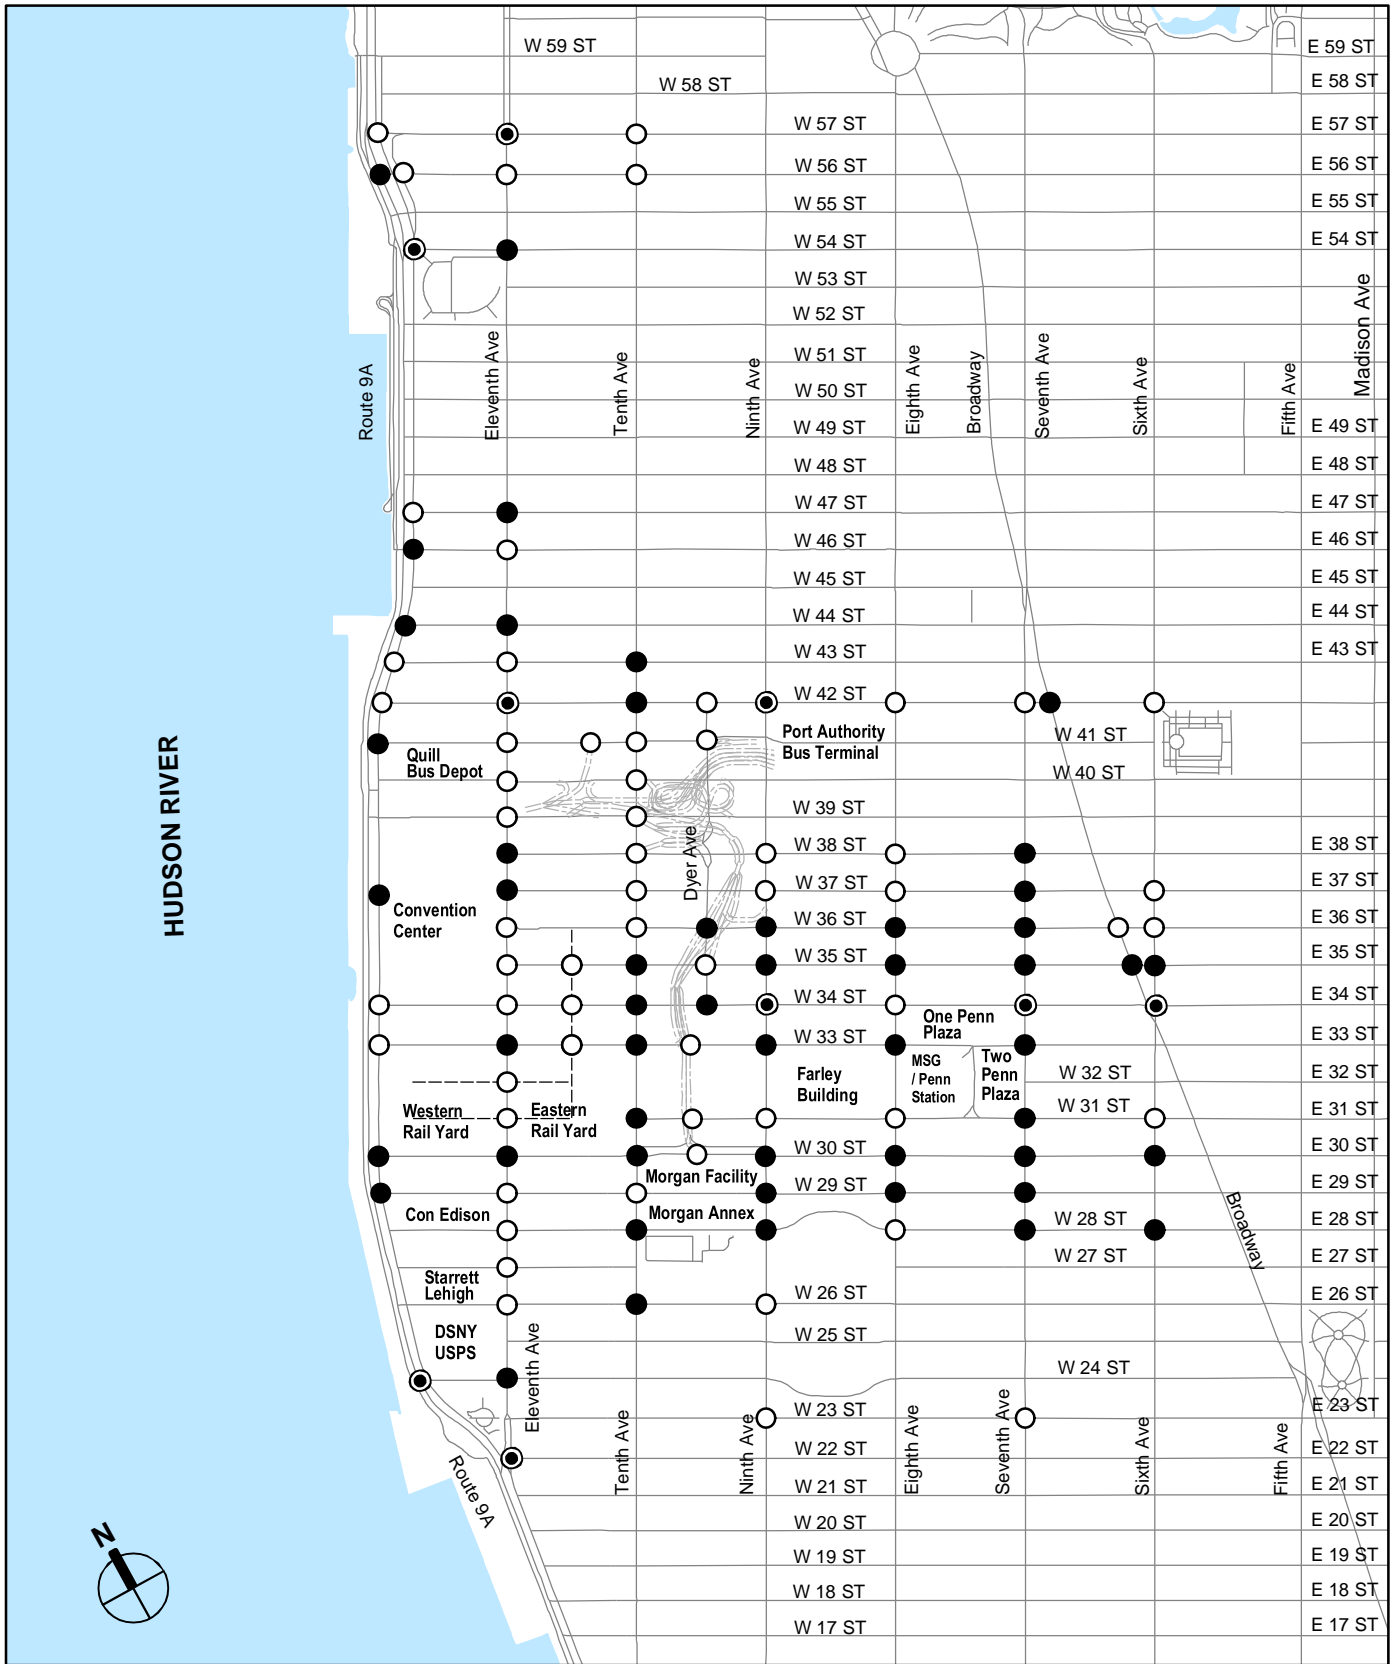 W 59 ST
E 59 ST
W 58 ST
E 58 ST
W 57 ST
E 57 ST
W 56 ST
E 56 ST
W 55 ST
E 55 ST
W 54 ST
E 54 ST
W 53 ST
W 52 ST
Route 9A
Eleventh Ave
Tenth Ave
Ninth Ave
W 51 ST
Eighth Ave
Broadway
Seventh Ave
Sixth Ave
Fifth Ave
Madison Ave
W 50 ST
W 49 ST
E 49 ST
W 48 ST
E 48 ST
W 47 ST
E 47 ST
W 46 ST
E 46 ST
W 45 ST
E 45 ST
W 44 ST
E 44 ST
W 43 ST
E 43 ST
W 42 ST
Port Authority
Bus Terminal
W 41 ST
Quill
Bus Depot
W 40 ST
HUDSON RIVER
W 39 ST
Dyer Ave
W 38 ST
E 38 ST
W 37 ST
E 37 ST
Convention
Center
W 36 ST
E 36 ST
W 35 ST
E 35 ST
W 34 ST
E 34 ST
One Penn
Plaza
W 33 ST
E 33 ST
MSG
/ Penn
Station
Two
Penn
Plaza
Farley
Building
W 32 ST
E 32 ST
Western
Rail Yard
Eastern
Rail Yard
W 31 ST
E 31 ST
W 30 ST
E 30 ST
Morgan Facility
W 29 ST
E 29 ST
Con Edison
Morgan Annex
W 28 ST
E 28 ST
Broadway
W 27 ST
E 27 ST
Starrett
Lehigh
W 26 ST
E 26 ST
DSNY
USPS
W 25 ST
W 24 ST
Eleventh Ave
W 23 ST
E 23 ST
Tenth Ave
Ninth Ave
Eighth Ave
Seventh Ave
Sixth Ave
Fifth Ave
W 22 ST
E 22 ST
Route 9A
W 21 ST
E 21 ST
W 20 ST
E 20 ST
N
W 19 ST
E 19 ST
W 18 ST
E 18 ST
W 17 ST
E 17 ST